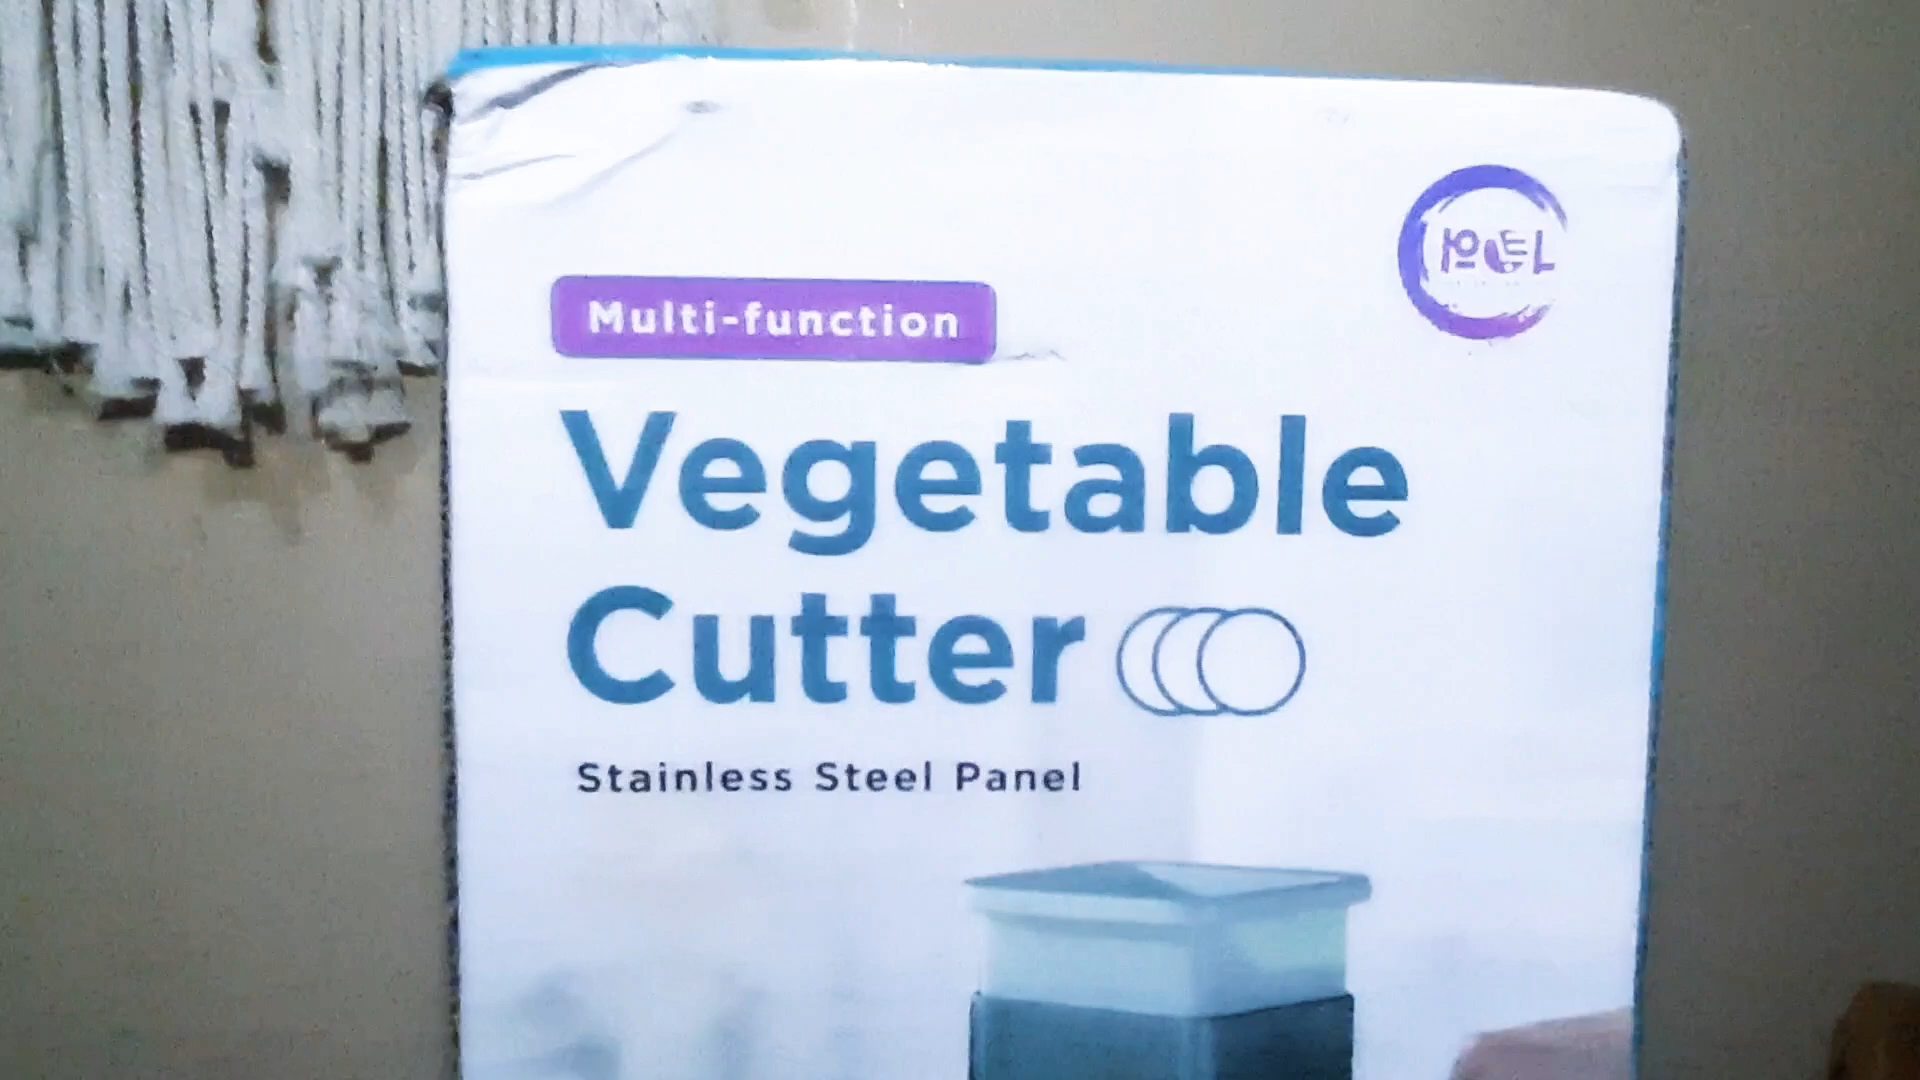 Multi-function
Vegetable
Cutter
Stainless Steel Panel